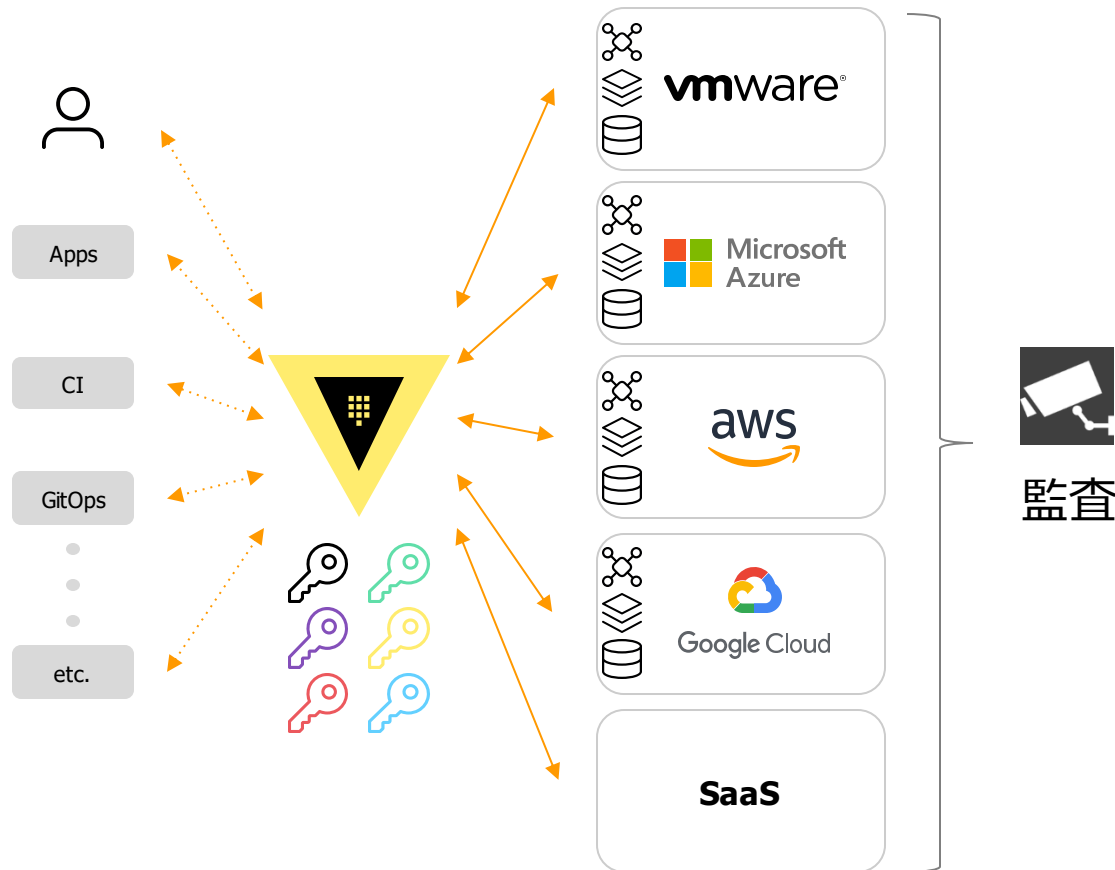 Apps
CI
GitOps
etc.
vmware®
Microsoft
Azure
aws
Google Cloud
SaaS
監査